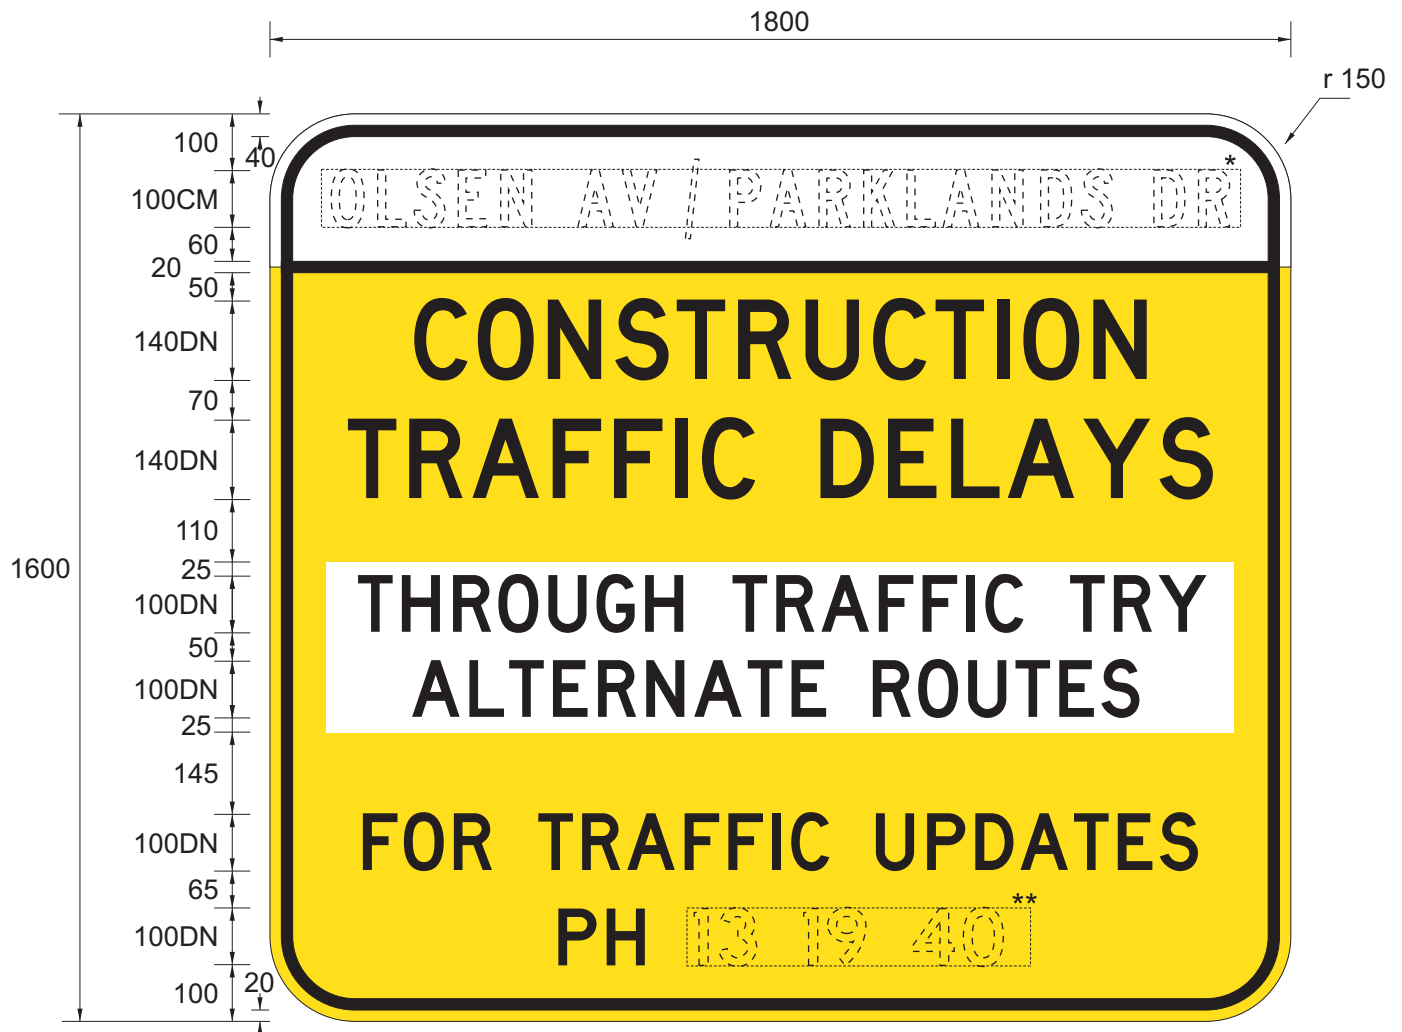 1800
r 150
100
40
OLSEN AV / PARKLANDS DR *
100CM
60
20
50
CONSTRUCTION
140DN
70
TRAFFIC DELAYS
140DN
110
1600
25
THROUGH TRAFFIC TRY
100DN
50
ALTERNATE ROUTES
100DN
25
145
FOR TRAFFIC UPDATES
100DN
65
PH 13 19 40 **
100DN
20
100